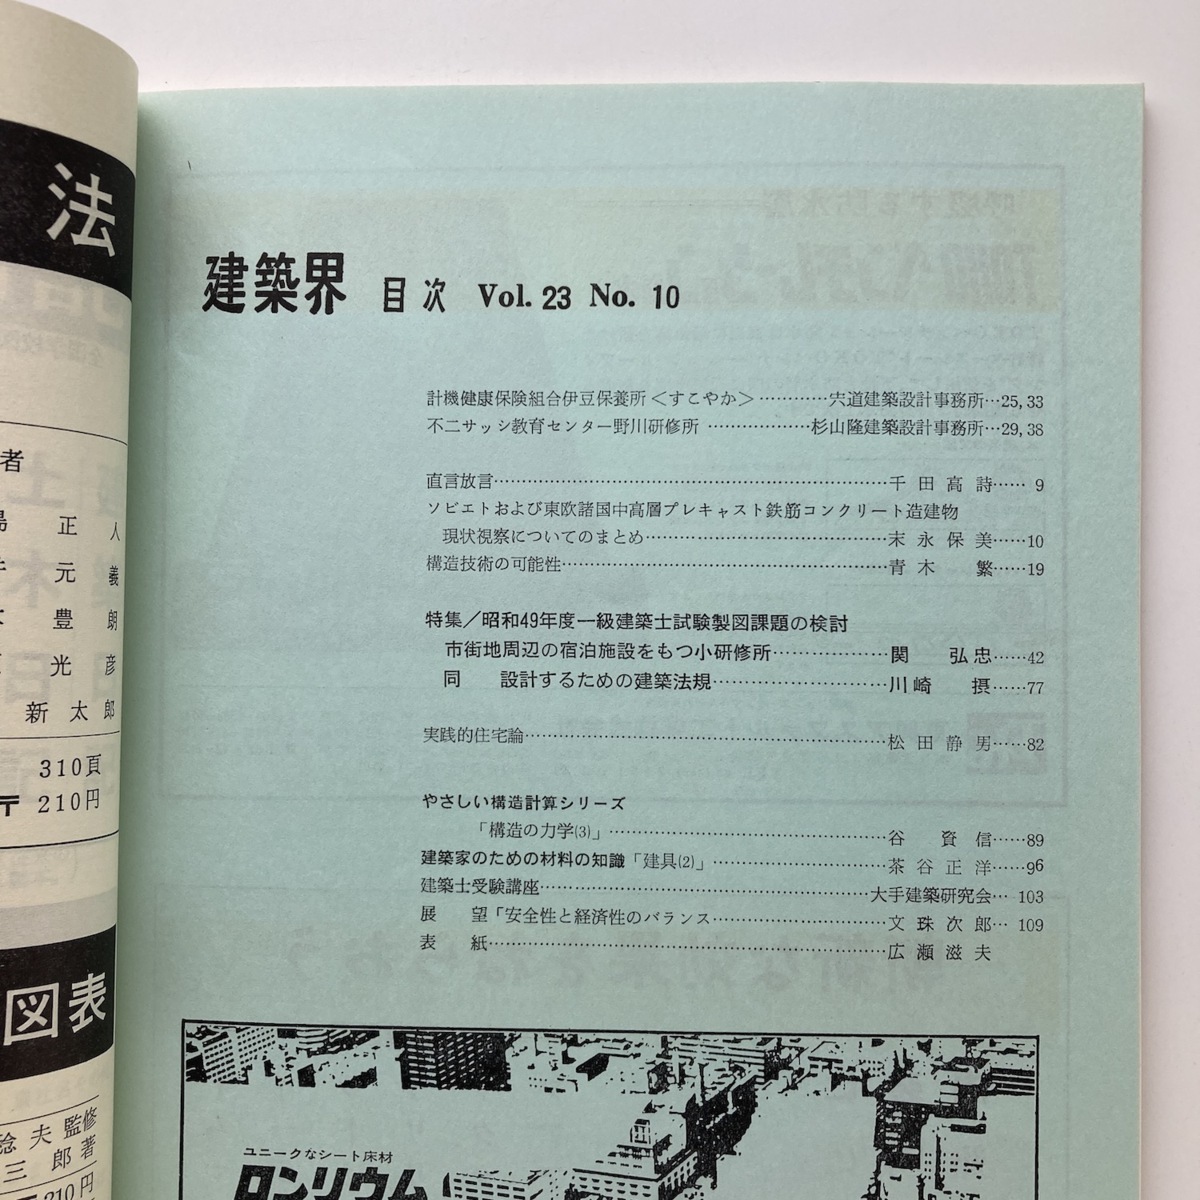 法
者
正人
元義
豊朗
光彦
新太郎
310頁
〒210円
図表
夫監修
三郎著
210円
建築界 目次 Vol. 23 No. 10
計機健康保険組合伊豆保養所<すこやか>…………宍道建築設計事務所…25,33
不二サッシ教育センター野川研修所………………杉山隆建築設計事務所…29,38
直言放言……………………………………千田高詩……9
ソビエトおよび東欧諸国中高層プレキャスト鉄筋コンクリート造建物
現状視察についてのまとめ……………………末永保美……10
構造技術の可能性………………………………青木 繁……19
特集/昭和49年度一級建築士試験製図課題の検討
市街地周辺の宿泊施設をもつ小研修所……………関 弘忠……42
同 設計するための建築法規……………………川崎 摂……77
実践的住宅論……………………………………松田静男……82
やさしい構造計算シリーズ
「構造の力学(3)」……………………………谷 資信……89
建築家のための材料の知識「建具(2)」…………………茶谷正洋……96
建築士受験講座……………………………………大手建築研究会…103
展 望「安全性と経済性のバランス…………………文珠次郎…109
表 紙……………………………………広瀬滋夫
ユニークなシート床材
ロンリウム